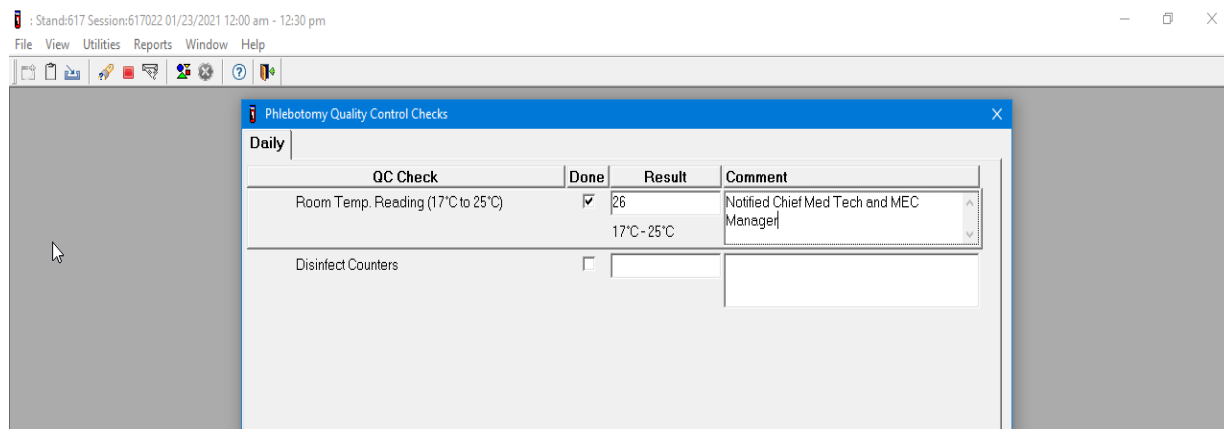 : Stand:617 Session:617022 01/23/2021 12:00 am - 12:30 pm
File View Utilities Reports Window Help
Phlebotomy Quality Control Checks
Daily
QC Check Done Result Comment
Room Temp. Reading (17°C to 25°C) 26 Notified Chief Med Tech and MEC
17°C - 25°C Manager
Disinfect Counters